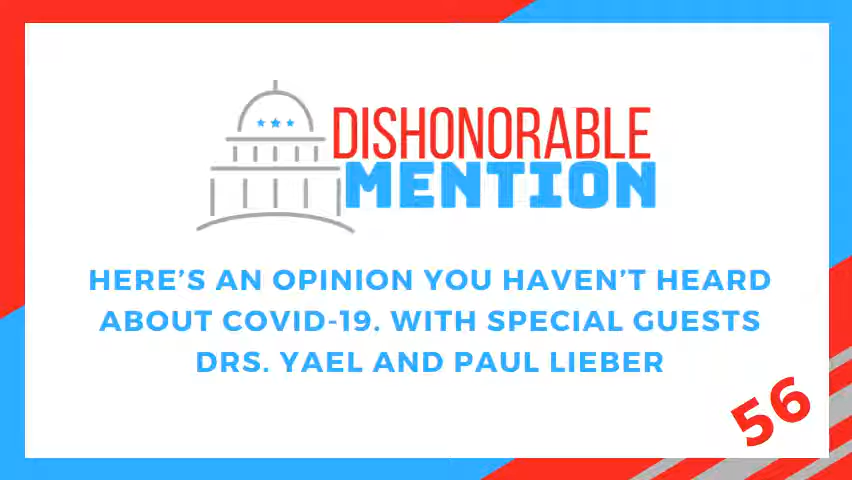 DISHONORABLE
MENTION
HERE'S AN OPINION YOU HAVEN'T HEARD
ABOUT COVID-19. WITH SPECIAL GUESTS
DRS. YAEL AND PAUL LIEBER
56